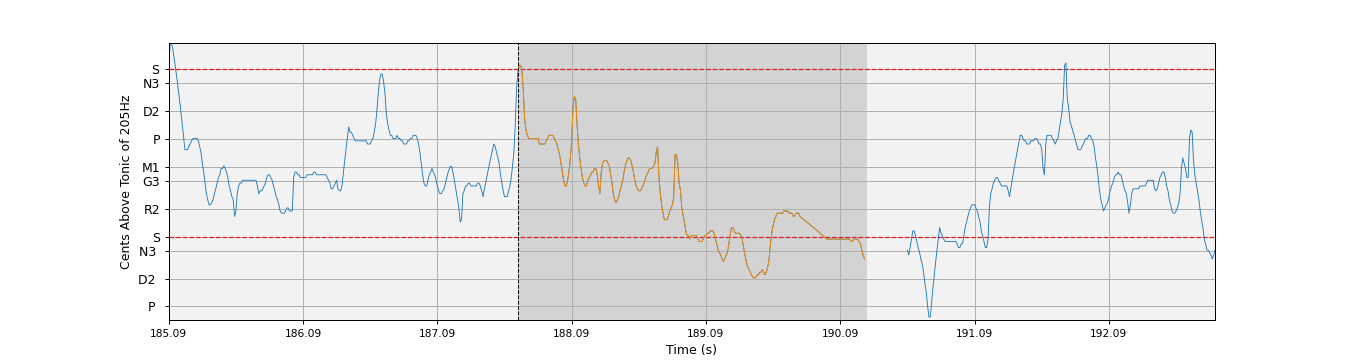 Cents Above Tonic of 205Hz
S
N3
D2
P
M1
G3
R2
S
N3
D2
P
185.09 186.09 187.09 188.09 189.09 190.09 191.09 192.09
Time (s)